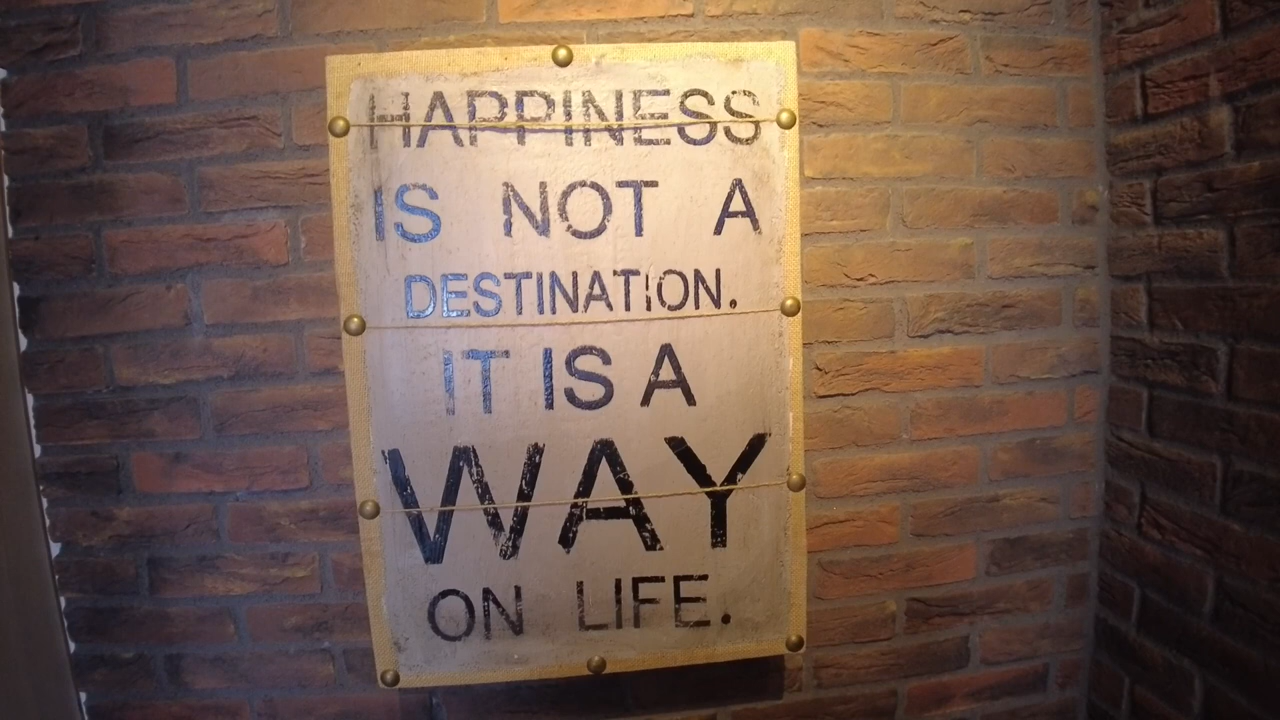 HAPPINESS
IS NOT A
DESTINATION.
IT IS A
WAY
ON LIFE.